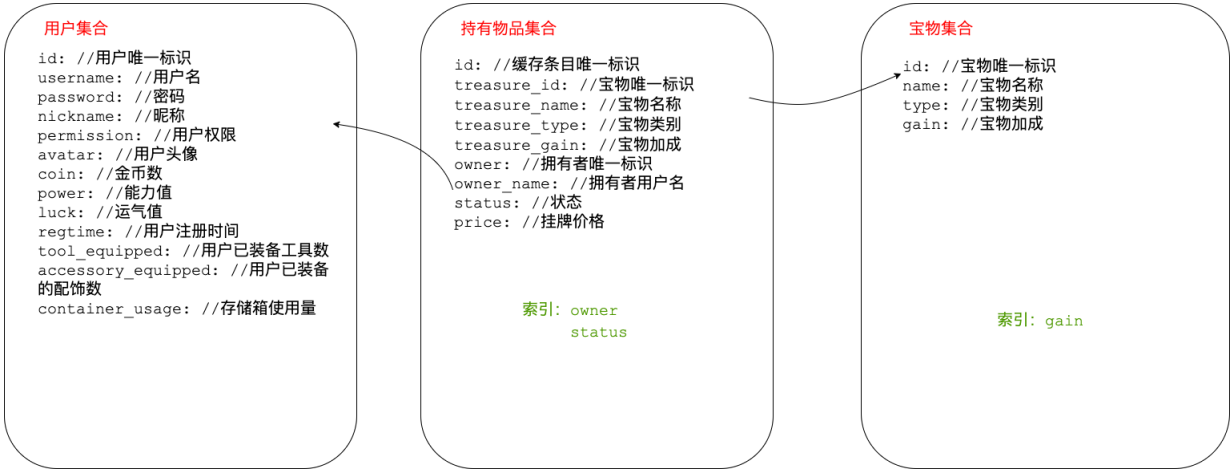 用户集合
id: //用户唯一标识
username: //用户名
password: //密码
nickname: //昵称
permission: //用户权限
avatar: //用户头像
coin: //金币数
power: //能力值
luck: //运气值
regtime: //用户注册时间
tool_equipped: //用户已装备工具数
accessory_equipped: //用户已装备
的配饰数
container_usage: //存储箱使用量
持有物品集合
id: //缓存条目唯一标识
treasure_id: //宝物唯一标识
treasure_name: //宝物名称
treasure_type: //宝物类别
treasure_gain: //宝物加成
owner: //拥有者唯一标识
owner_name: //拥有者用户名
status: //状态
price: //挂牌价格
索引: owner
status
宝物集合
id: //宝物唯一标识
name: //宝物名称
type: //宝物类别
gain: //宝物加成
索引: gain